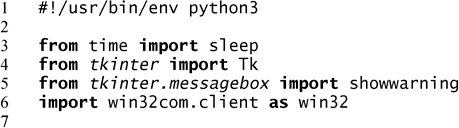 1 #!/usr/bin/env python3
2
3 from time import sleep
4 from tkinter import Tk
5 from tkinter.messagebox import showwarning
6 import win32com.client as win32
7